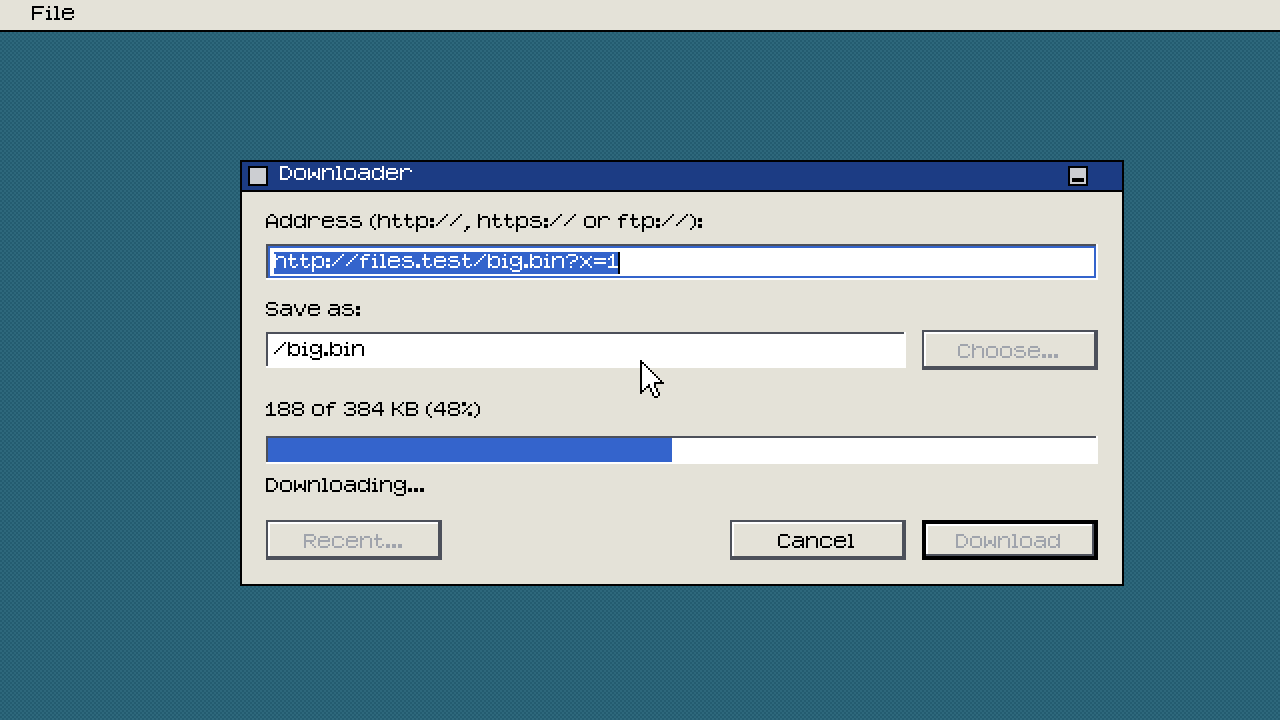 File
Downloader
Address (http://, https:// or ftp://):
http://files.test/big.bin?x=1
Save as:
/big.bin
Choose...
188 of 384 KB (48%)
Downloading...
Recent...
Cancel
Download